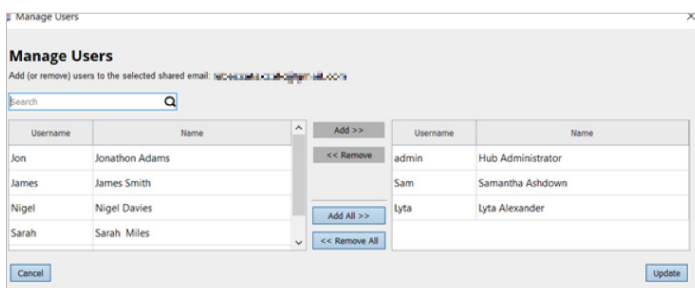 Manage Users
X
Manage Users
Add (or remove) users to the selected shared email:
Search
Username Name Add >> Username Name
Jon Jonathon Adams << Remove admin Hub Administrator
James James Smith Sam Samantha Ashdown
Nigel Nigel Davies Add All >> Lyta Lyta Alexander
Sarah Sarah Miles << Remove All
Cancel Update